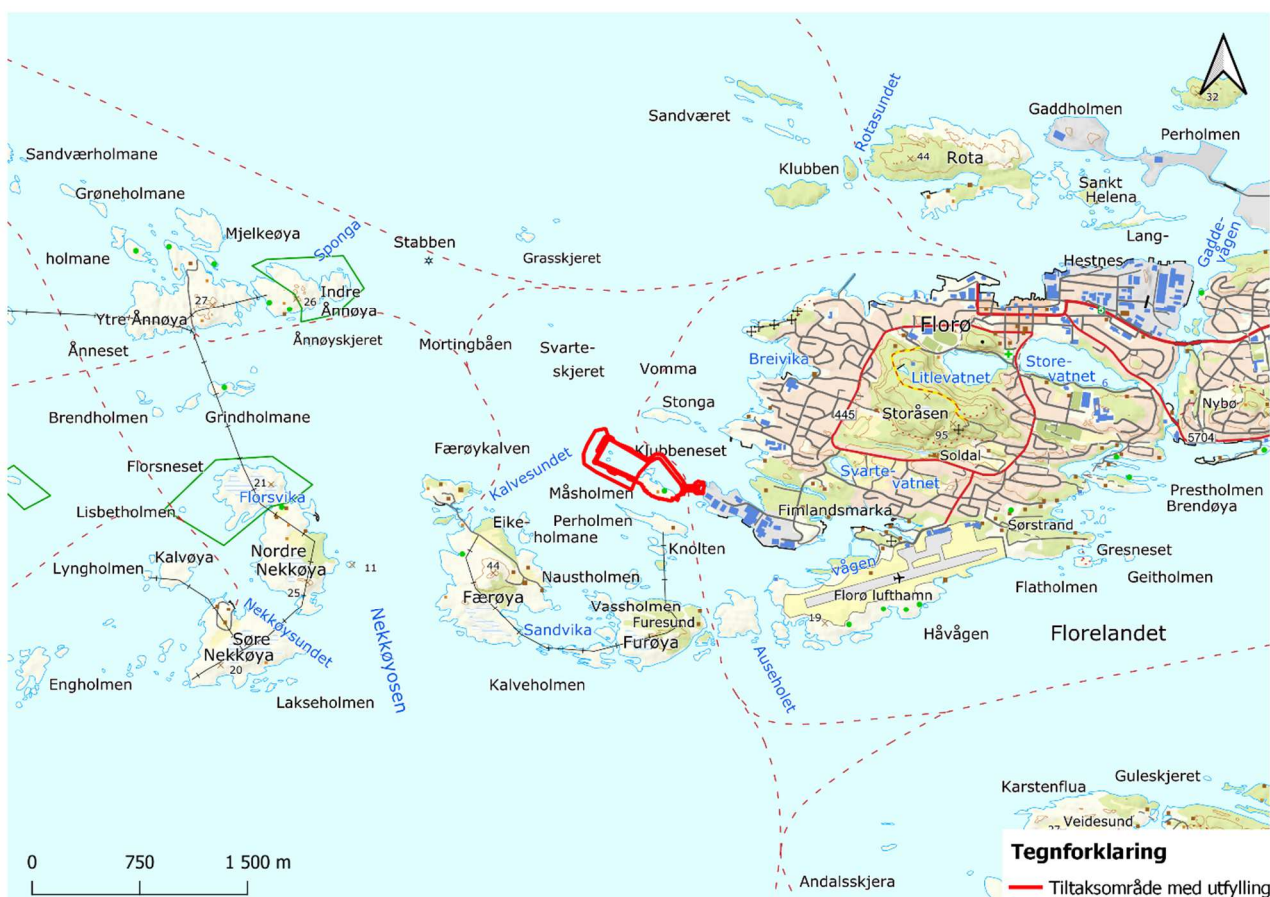 Sandværet
Rotasundet
Gaddholmen
32
Perholmen
Sandværholmane
Grøneholmane
Klubben
44
Rota
Sankt
Helena
Mjelkeøya
Sponga
Stabben
Grasskjeret
Lang-
Hestnes
Gadde-
vågen
holmane
27
Ytre Ånnøya
Indre
Ånnøya
26
Ånneset
Ånnøyskjeret
Mortingbåen
Svarte-
skjeret
Vomma
Stonga
Florø
Breivika
Litlevatnet
Store-
vatnet
6
Nybø
Storåsen
445
95
5704
Soldal
Brendholmen
Grindholmane
Færøykalven
Kalvesundet
Klubbeneset
Svarte-
vatnet
Florsneset
21
Florsvika
Lisbetholmen
Måsholmen
Fimlandsmarka
Prestholmen
Brendøya
Eike-
holmane
Perholmen
Knolten
Sørstrand
Gresneset
Geitholmen
Kalvøya
Lyngholmen
Nordre
Nekkøya
11
25
44
Færøya
Naustholmen
Vassholmen
Furesund
Furøya
vågen
Florø lufthamn
Flatholmen
19
Håvågen
Florelandet
Nekkøysundet
Søre
Nekkøya
20
Sandvika
Engholmen
Lakseholmen
Nekkøyosen
Kalveholmen
Auseholet
Karstenflua
Guleskjeret
Veidesund
27
Andalsskjera
0 750 1 500 m
Tegnforklaring
Tiltaksområde med utfylling